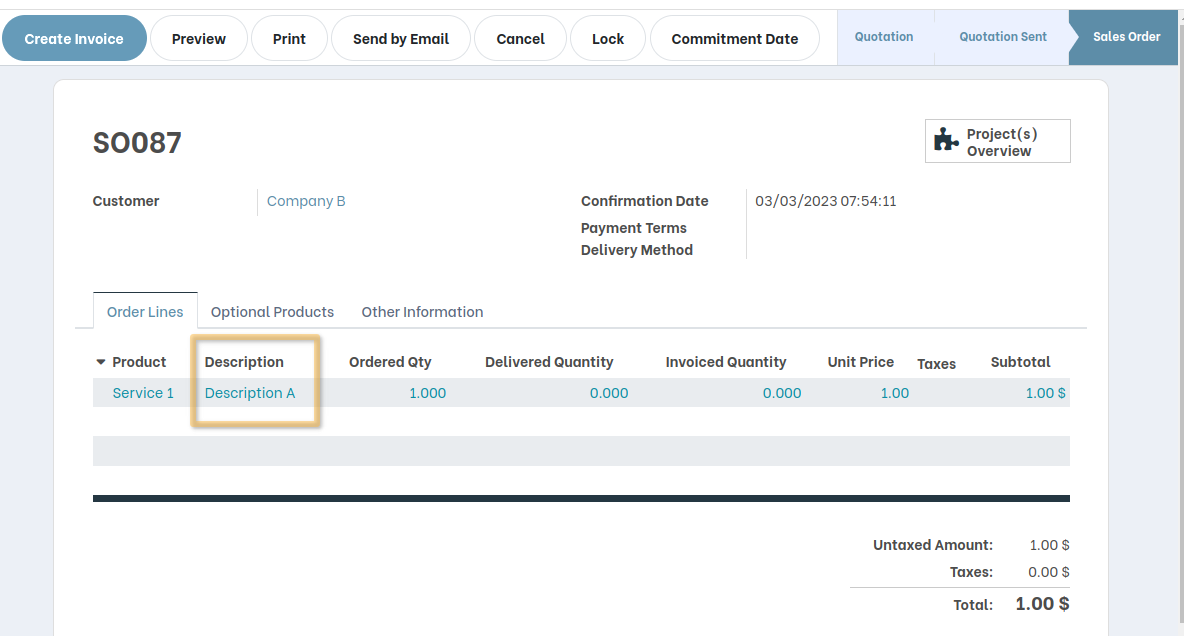 Create Invoice Preview Print Send by Email Cancel Lock Commitment Date Quotation Quotation Sent Sales Order
SO087
Project(s)
Overview
Customer Company B
Confirmation Date 03/03/2023 07:54:11
Payment Terms
Delivery Method
Order Lines Optional Products Other Information
Product Description Ordered Qty Delivered Quantity Invoiced Quantity Unit Price Taxes Subtotal
Service 1 Description A 1.000 0.000 0.000 1.00 1.00 $
Untaxed Amount: 1.00 $
Taxes: 0.00 $
Total: 1.00 $